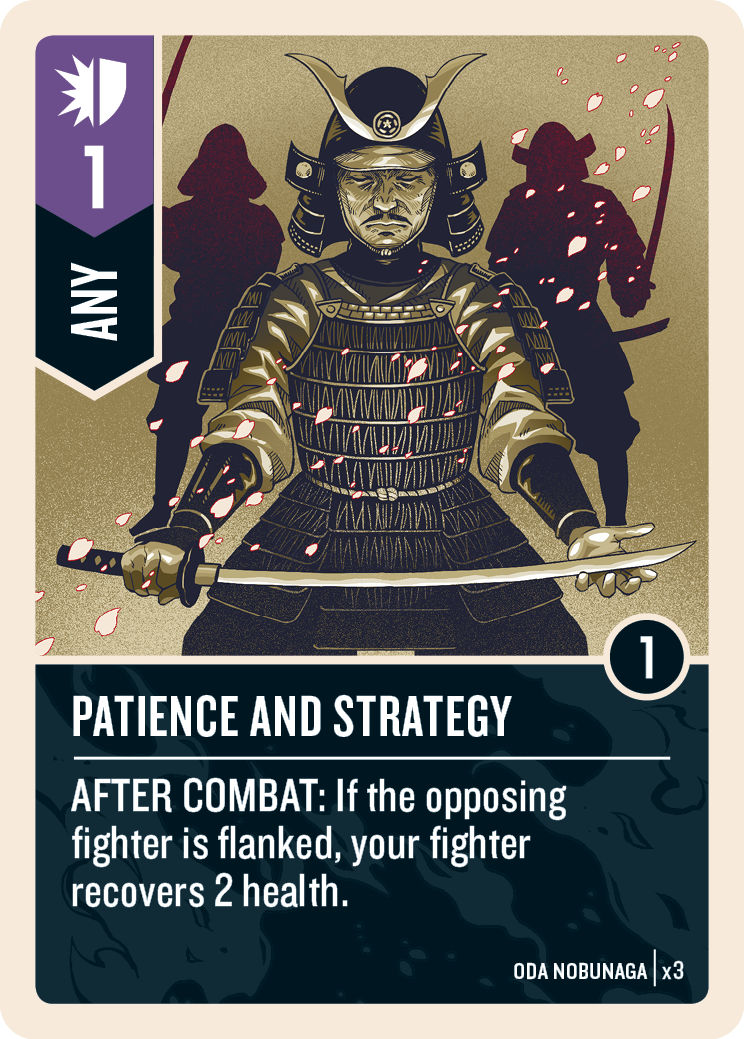 1
ANY
1
PATIENCE AND STRATEGY
AFTER COMBAT: If the opposing
fighter is flanked, your fighter
recovers 2 health.
ODA NOBUNAGA | x3